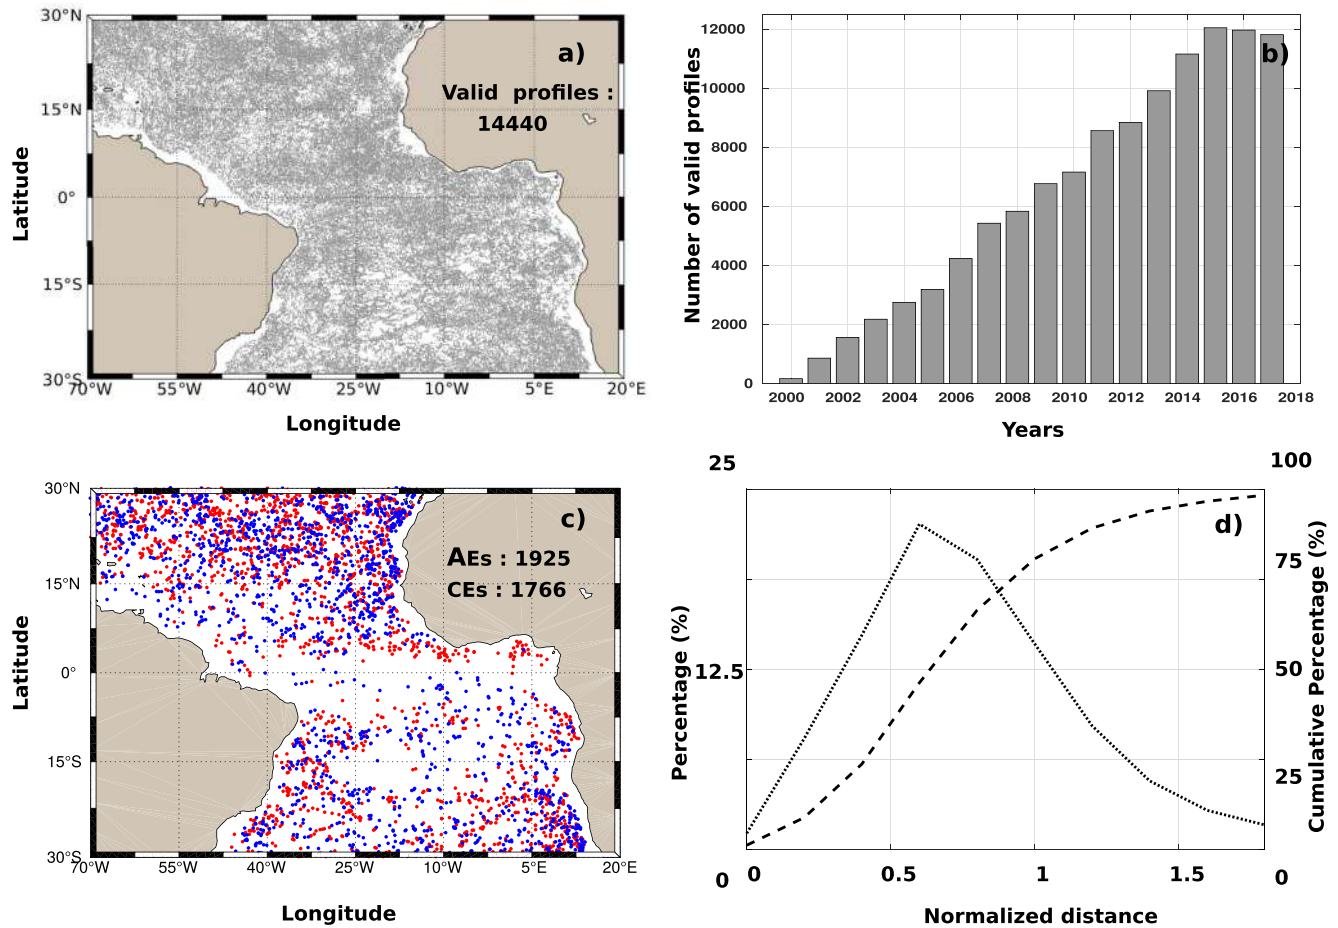 30°N
15°N
0°
15°S
30°S
Latitude
a)
Valid profiles :
14440
70°W 55°W 40°W 25°W 10°W 5°E 20°E
Longitude
12000
10000
8000
6000
4000
2000
0
Number of valid profiles
b)
2000 2002 2004 2006 2008 2010 2012 2014 2016 2018
Years
30°N
15°N
0°
15°S
30°S
Latitude
c)
AEs : 1925
CEs : 1766
70°W 55°W 40°W 25°W 10°W 5°E 20°E
Longitude
25
12.5
0
Percentage (%)
d)
100
75
50
25
0
Cumulative Percentage (%)
0 0.5 1 1.5
Normalized distance